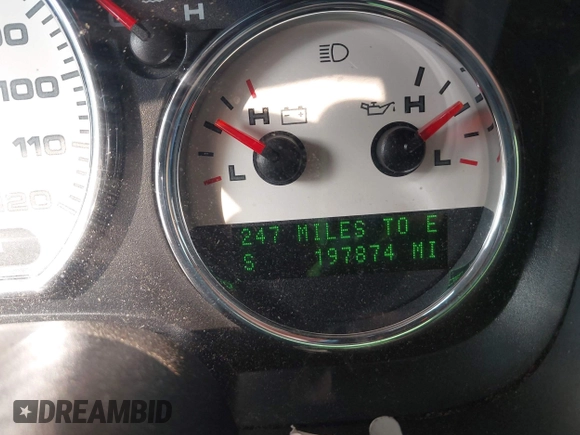 H
100
110
120
H
L
H
L
247 MILES TO E
S 197874 MI
DREAMBID